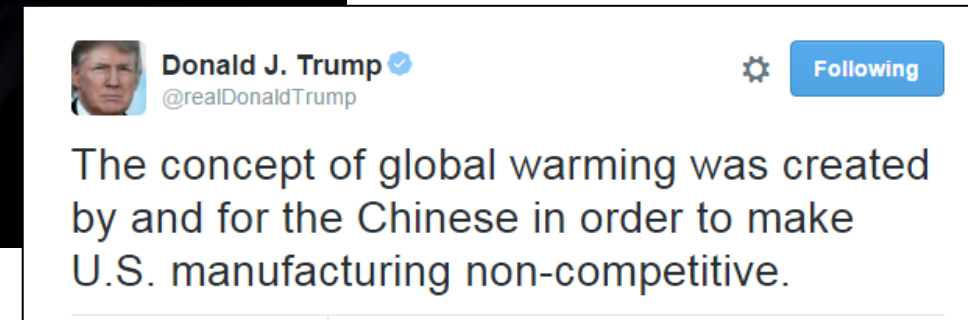 Donald J. Trump
@realDonaldTrump
Following
The concept of global warming was created
by and for the Chinese in order to make
U.S. manufacturing non-competitive.